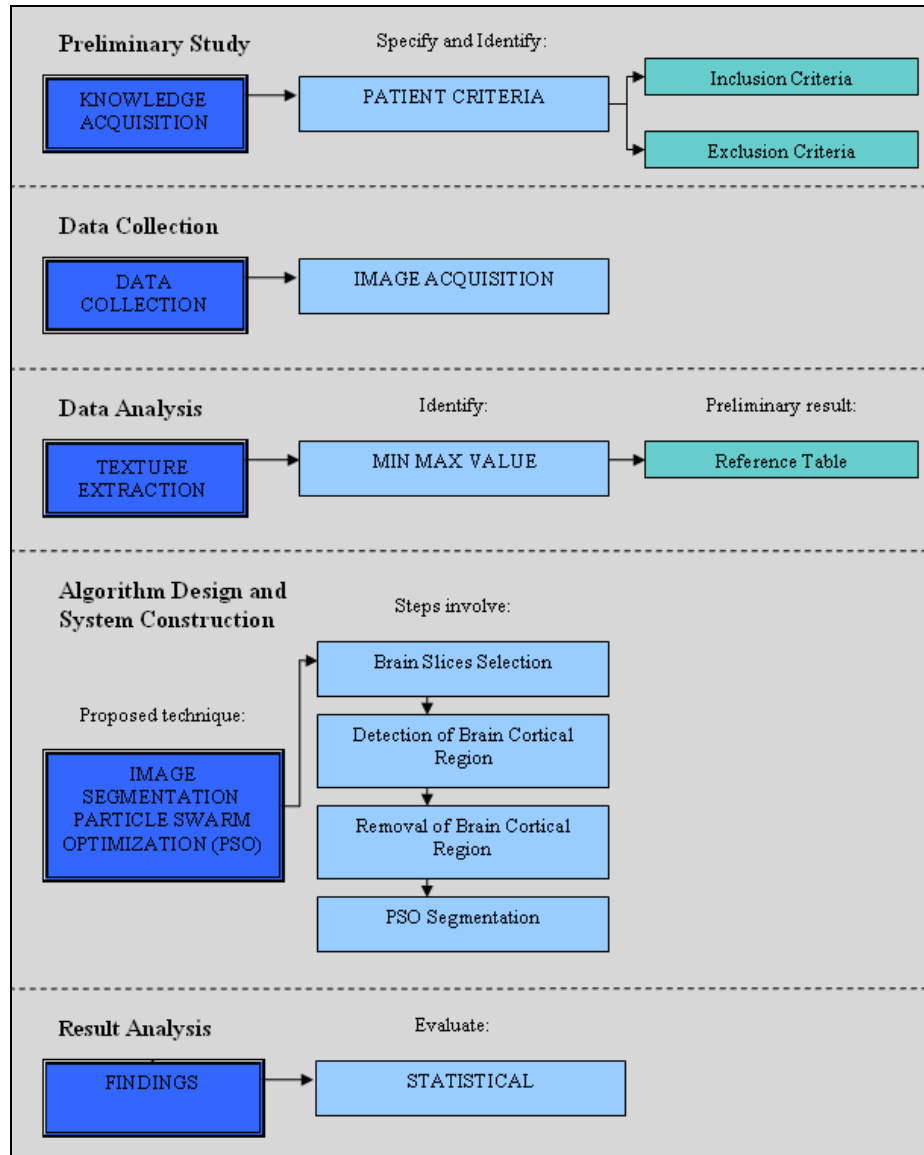 Preliminary Study
Specify and Identify:
KNOWLEDGE
ACQUISITION
PATIENT CRITERIA
Inclusion Criteria
Exclusion Criteria
Data Collection
DATA
COLLECTION
IMAGE ACQUISITION
Data Analysis
Identify:
Preliminary result:
TEXTURE
EXTRACTION
MIN MAX VALUE
Reference Table
Algorithm Design and
System Construction
Steps involve:
Brain Slices Selection
Proposed technique:
Detection of Brain Cortical
Region
IMAGE
SEGMENTATION
PARTICLE SWARM
OPTIMIZATION (PSO)
Removal of Brain Cortical
Region
PSO Segmentation
Result Analysis
Evaluate:
FINDINGS
STATISTICAL